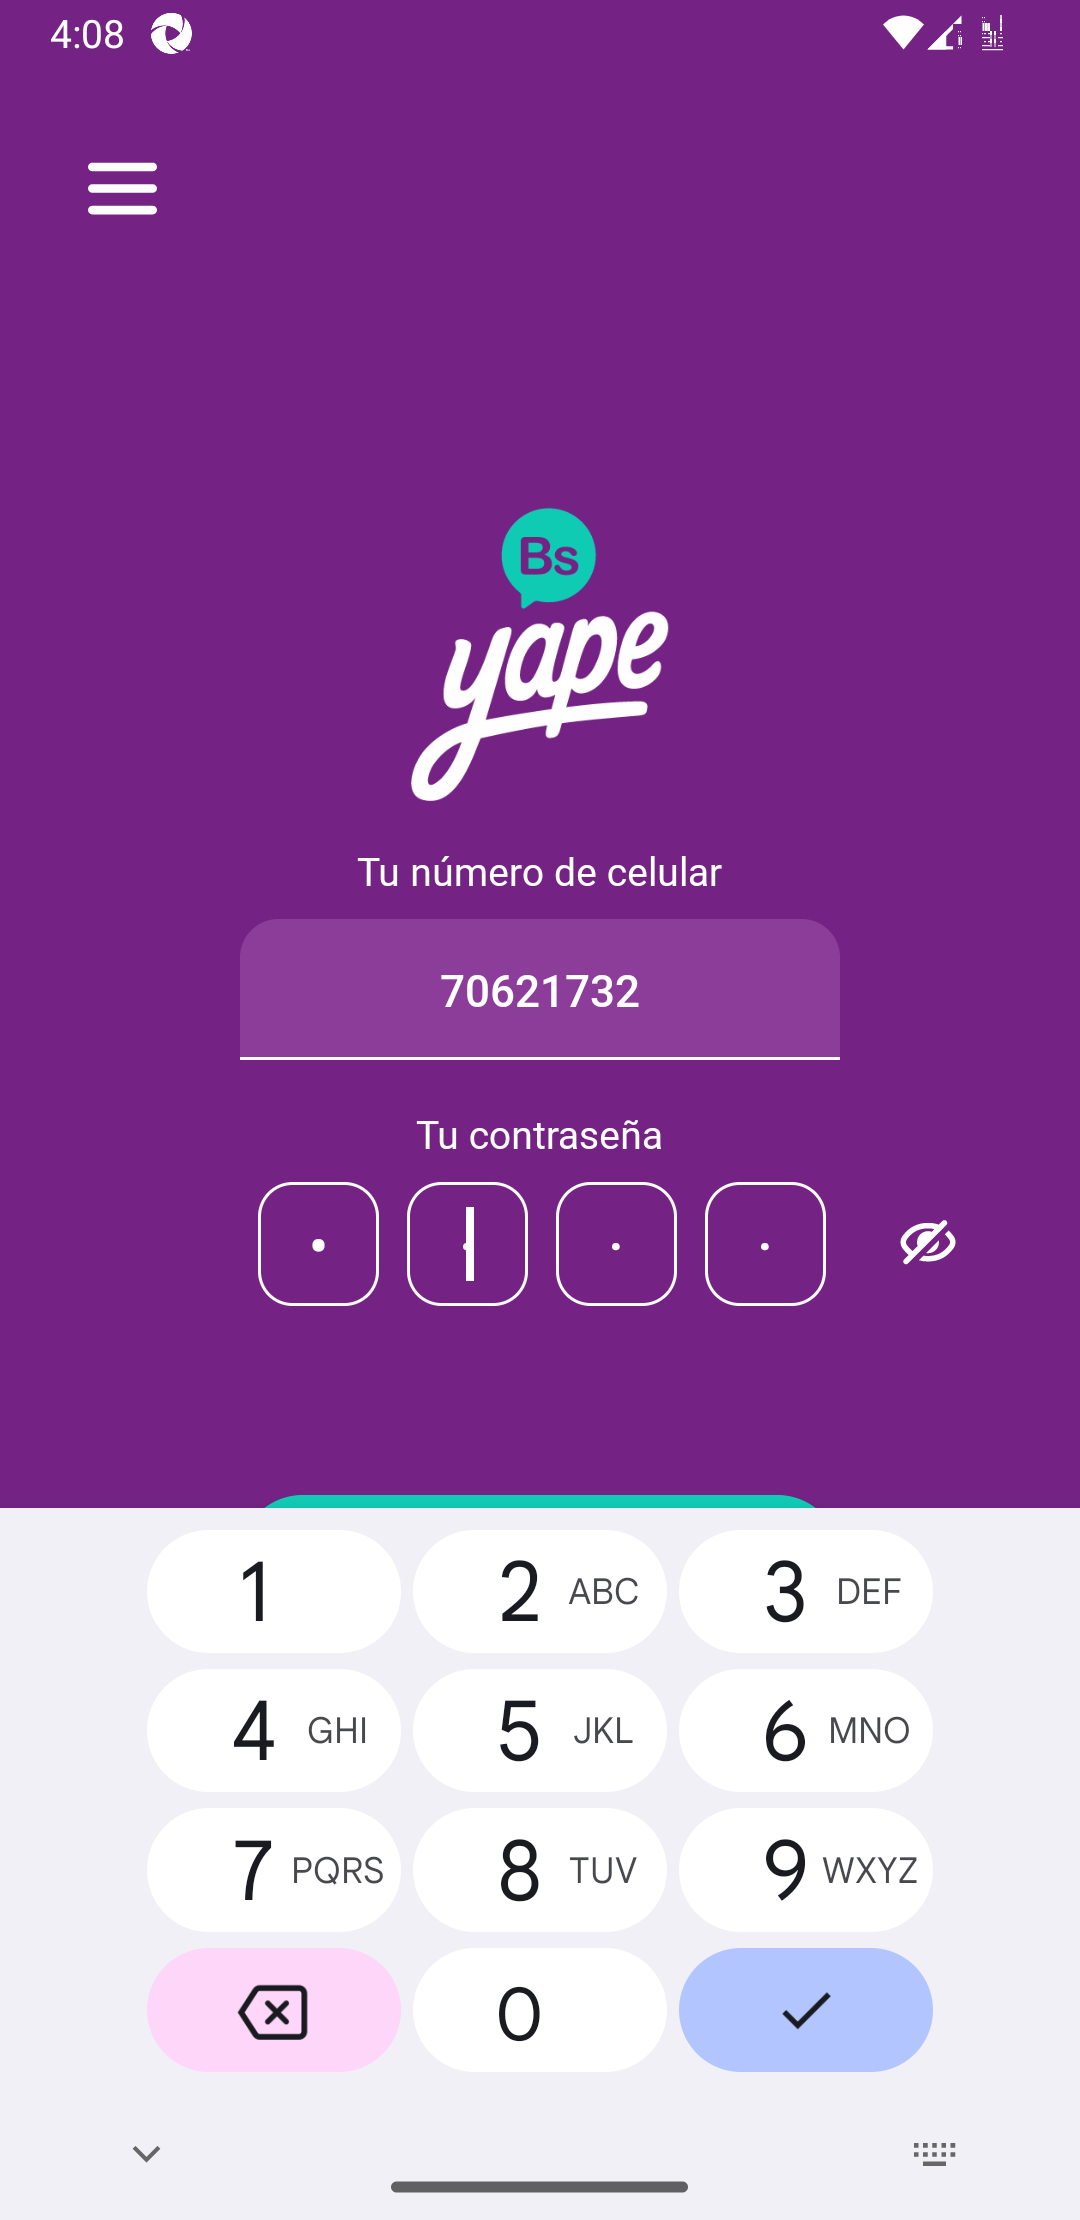 4:08
Bs
yape
Tu número de celular
70621732
Tu contraseña
1
2 ABC
3 DEF
4 GHI
5 JKL
6 MNO
7 PQRS
8 TUV
9 WXYZ
0